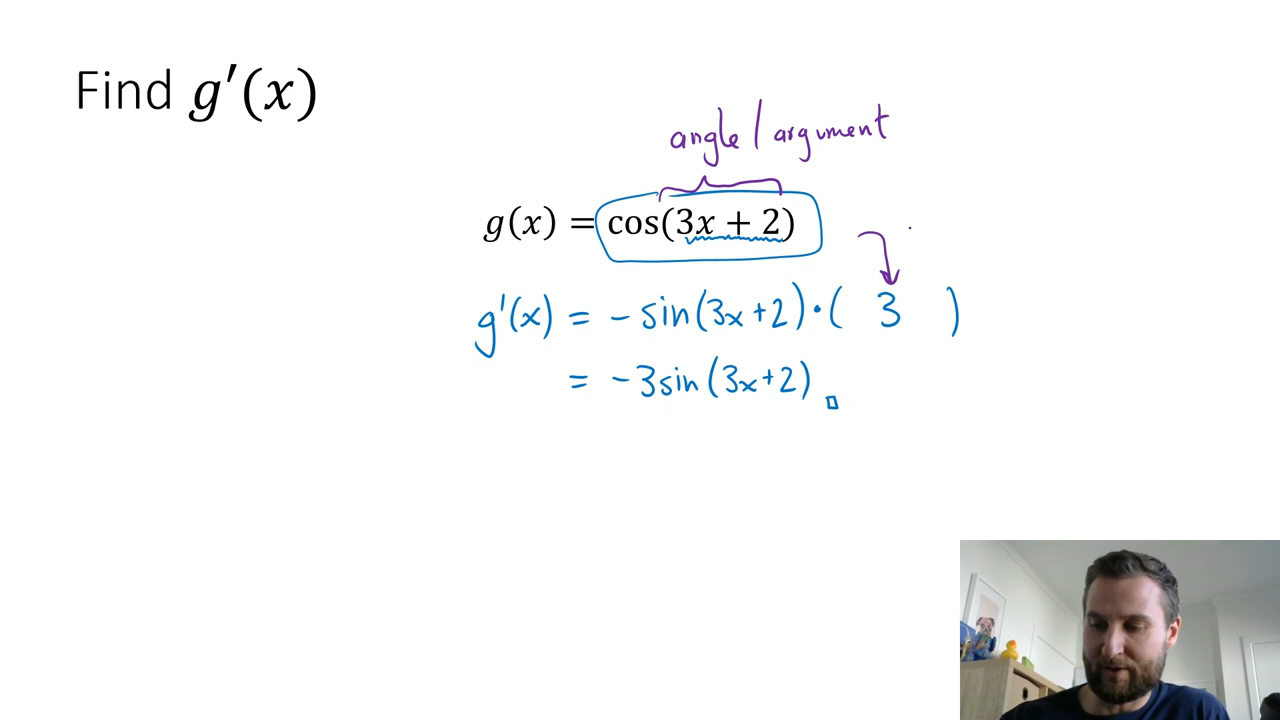 Find g′(x)
angle / argument
g(x) = cos(3x + 2)
g'(x) = -sin(3x+2)·( 3 )
= -3sin(3x+2)